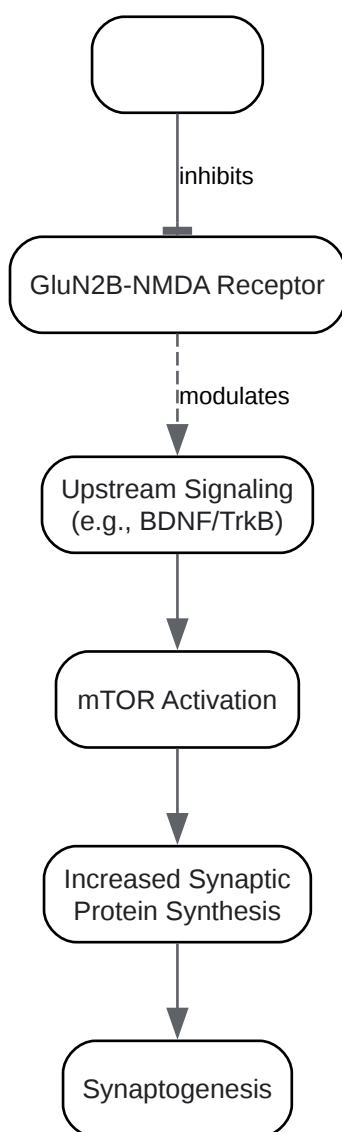 inhibits
GluN2B-NMDA Receptor
modulates
Upstream Signaling
(e.g., BDNF/TrkB)
mTOR Activation
Increased Synaptic
Protein Synthesis
Synaptogenesis